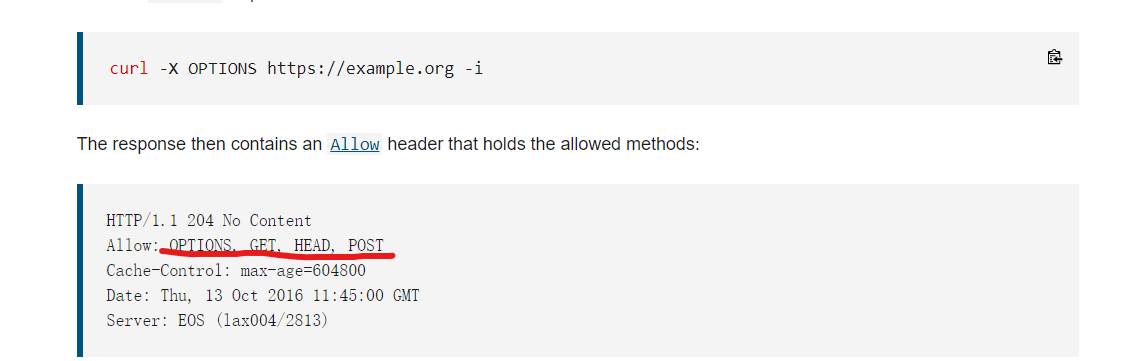 curl -X OPTIONS https://example.org -i
The response then contains an Allow header that holds the allowed methods:
HTTP/1.1 204 No Content
Allow: OPTIONS, GET, HEAD, POST
Cache-Control: max-age=604800
Date: Thu, 13 Oct 2016 11:45:00 GMT
Server: EOS (lax004/2813)